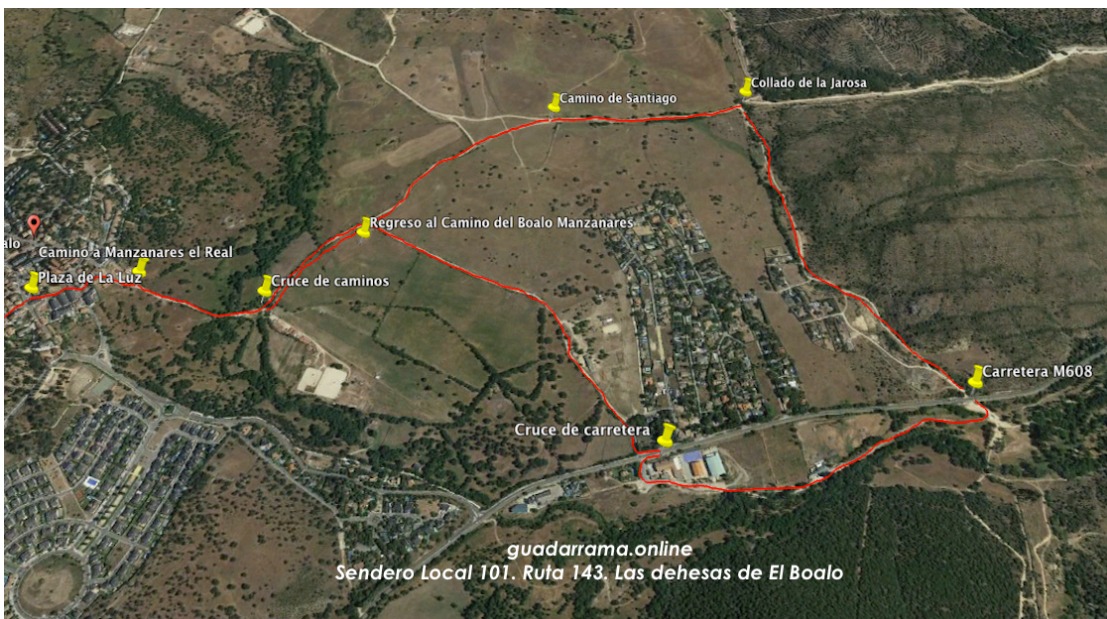 Collado de la Jarosa
Camino de Santiago
Regreso al Camino del Boalo Manzanares
alo
Camino a Manzanares el Real
Plaza de La Luz
Cruce de caminos
Carretera M608
Cruce de carretera
guadarrama.online
Sendero Local 101. Ruta 143. Las dehesas de El Boalo